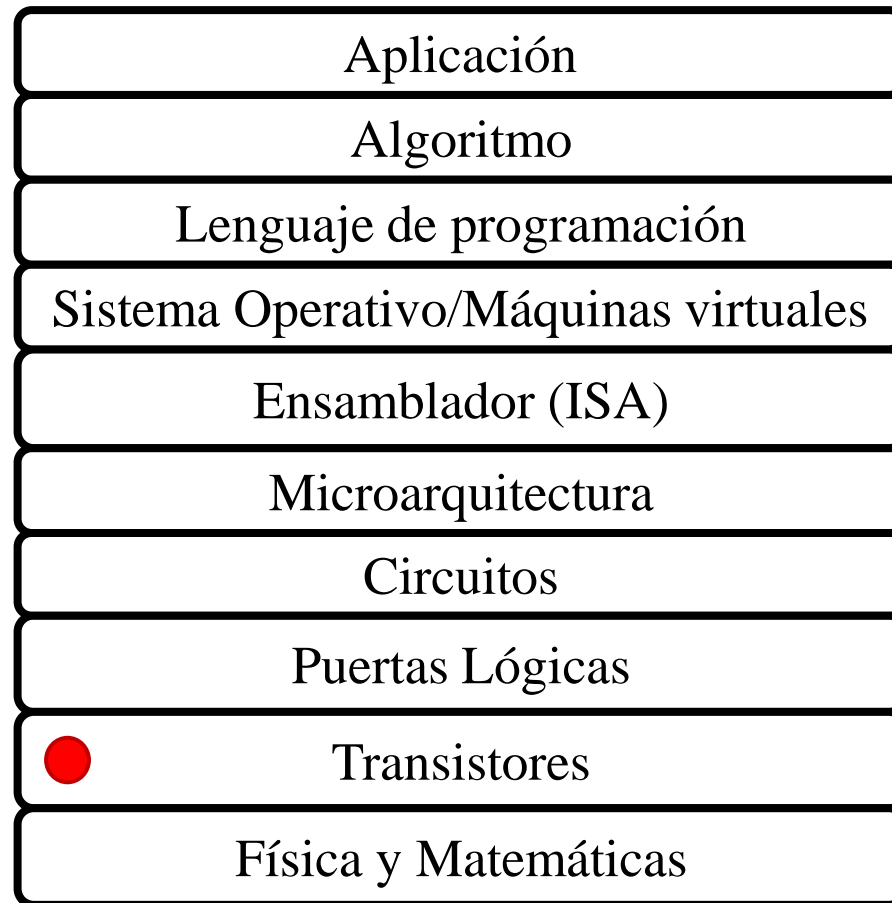 Aplicación
Algoritmo
Lenguaje de programación
Sistema Operativo/Máquinas virtuales
Ensamblador (ISA)
Microarquitectura
Circuitos
Puertas Lógicas
Transistores
Física y Matemáticas